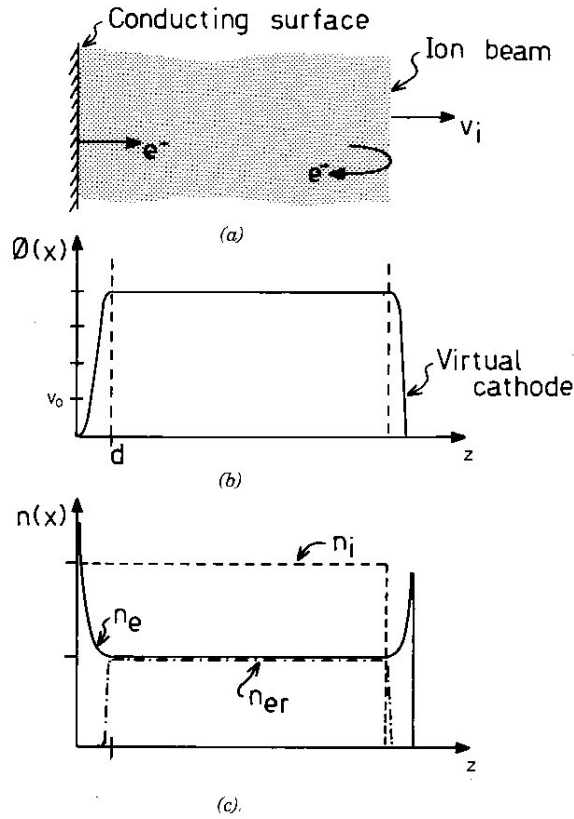 Conducting surface
Ion beam
v_i
e⁻
e⁻
(a)
Ø(x)
Virtual
cathode
v₀
d
z
(b)
n(x)
n_i
n_e
n_er
z
(c).